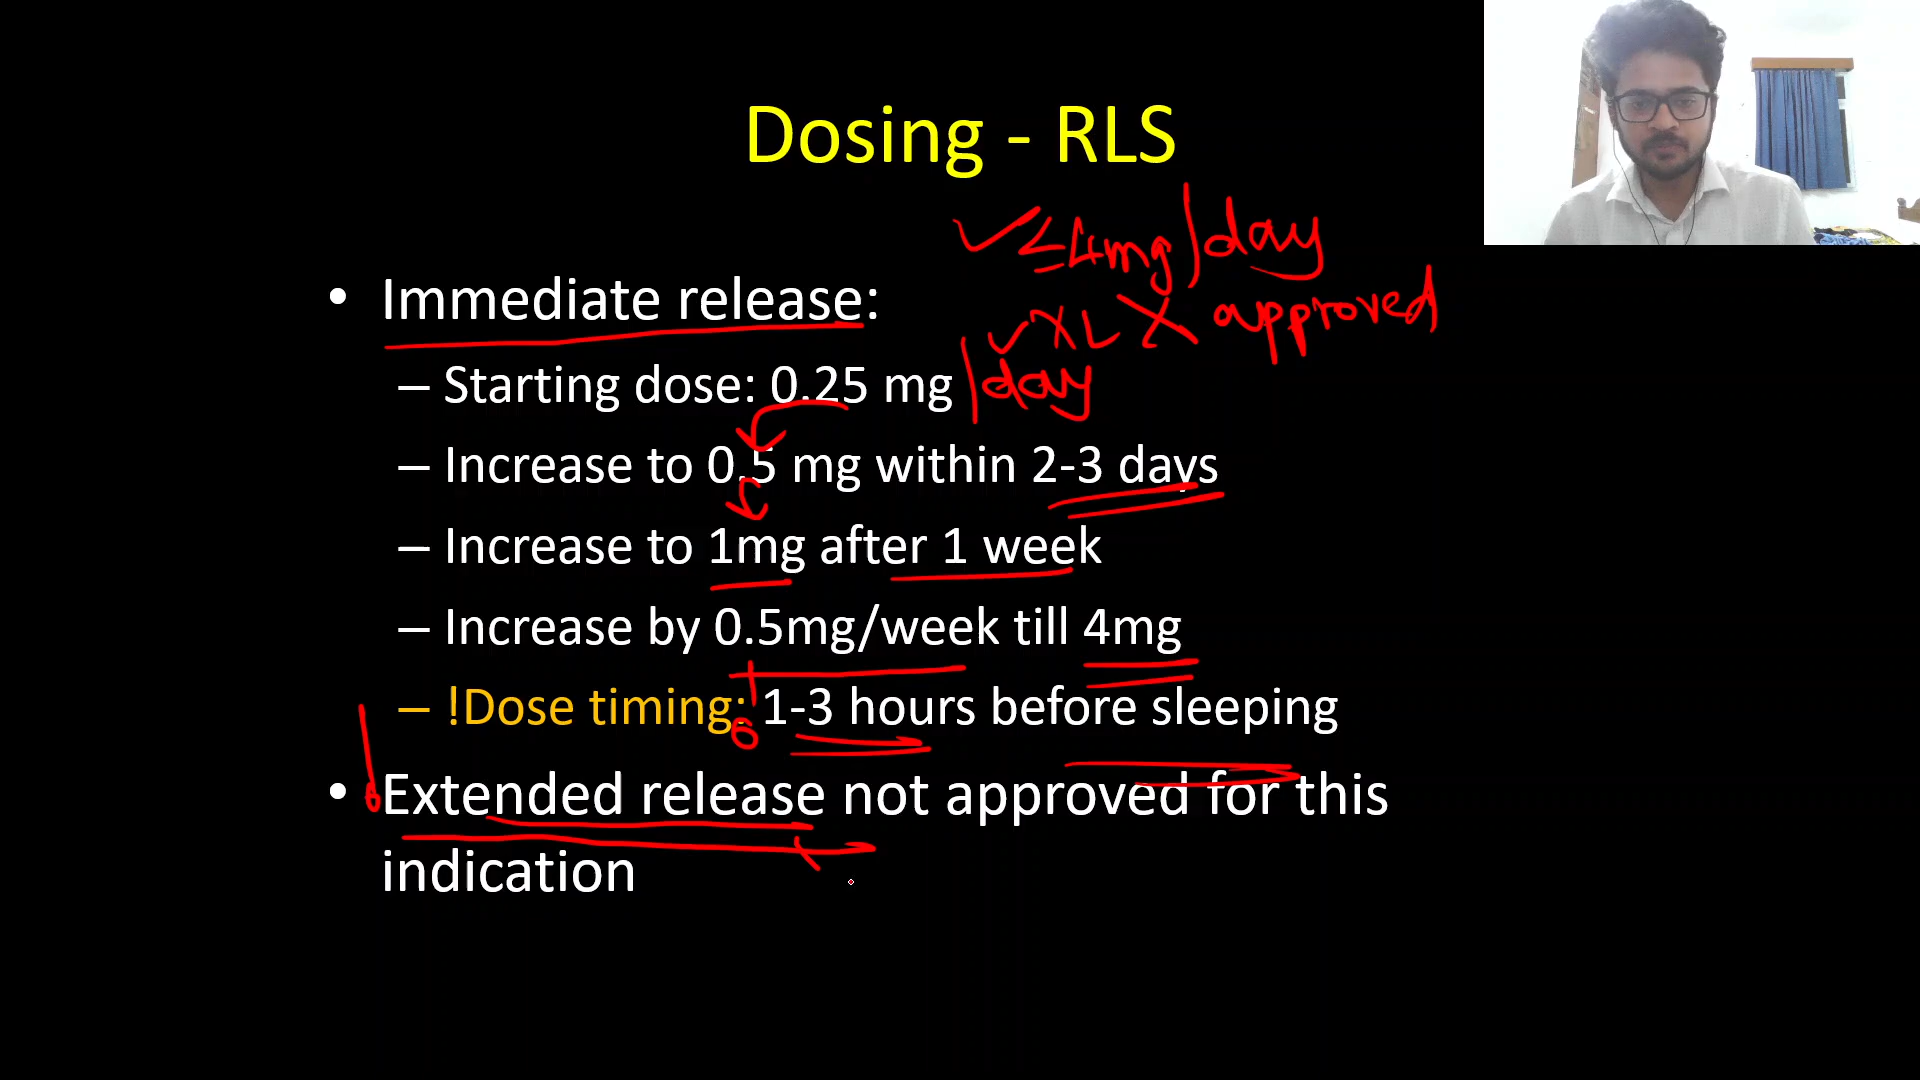 Dosing - RLS
✓ ≤4mg/day
• Immediate release:
✓ XL X approved
– Starting dose: 0.25 mg /day
– Increase to 0.5 mg within 2-3 days
– Increase to 1mg after 1 week
– Increase by 0.5mg/week till 4mg
– !Dose timing: 1-3 hours before sleeping
• Extended release not approved for this
indication